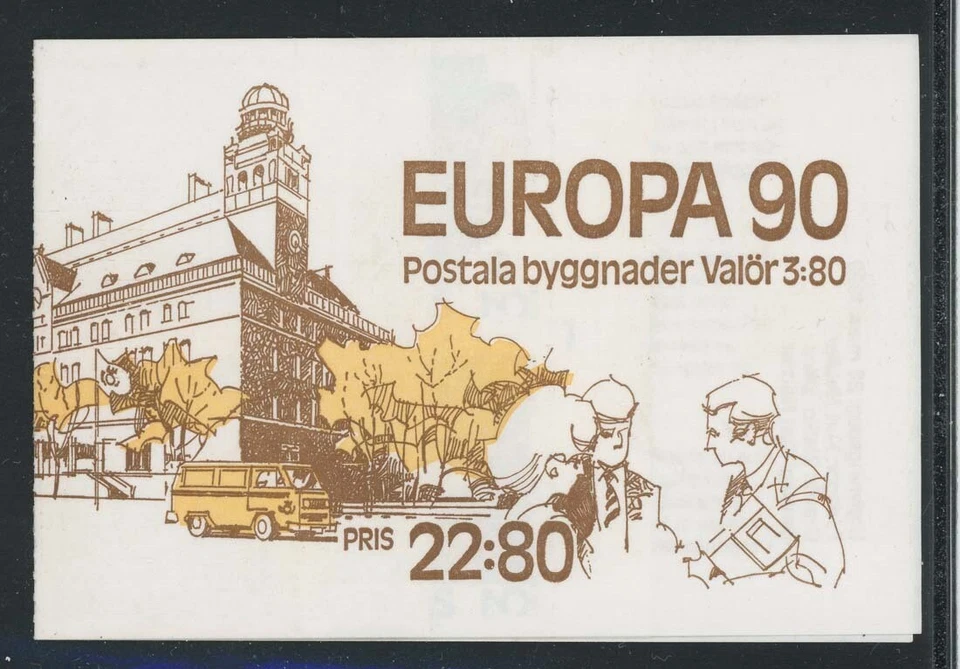 EUROPA 90
Postala byggnader Valör 3:80
PRIS 22:80